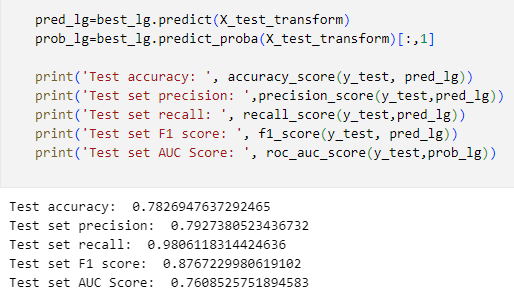 pred_lg=best_lg.predict(X_test_transform)
prob_lg=best_lg.predict_proba(X_test_transform)[:,1]
print('Test accuracy: ', accuracy_score(y_test, pred_lg))
print('Test set precision: ',precision_score(y_test,pred_lg))
print('Test set recall: ', recall_score(y_test,pred_lg))
print('Test set F1 score: ', f1_score(y_test, pred_lg))
print('Test set AUC Score: ', roc_auc_score(y_test,prob_lg))
Test accuracy:  0.7826947637292465
Test set precision:  0.7927380523436732
Test set recall:  0.9806118314424636
Test set F1 score:  0.8767229980619102
Test set AUC Score:  0.7608525751894583